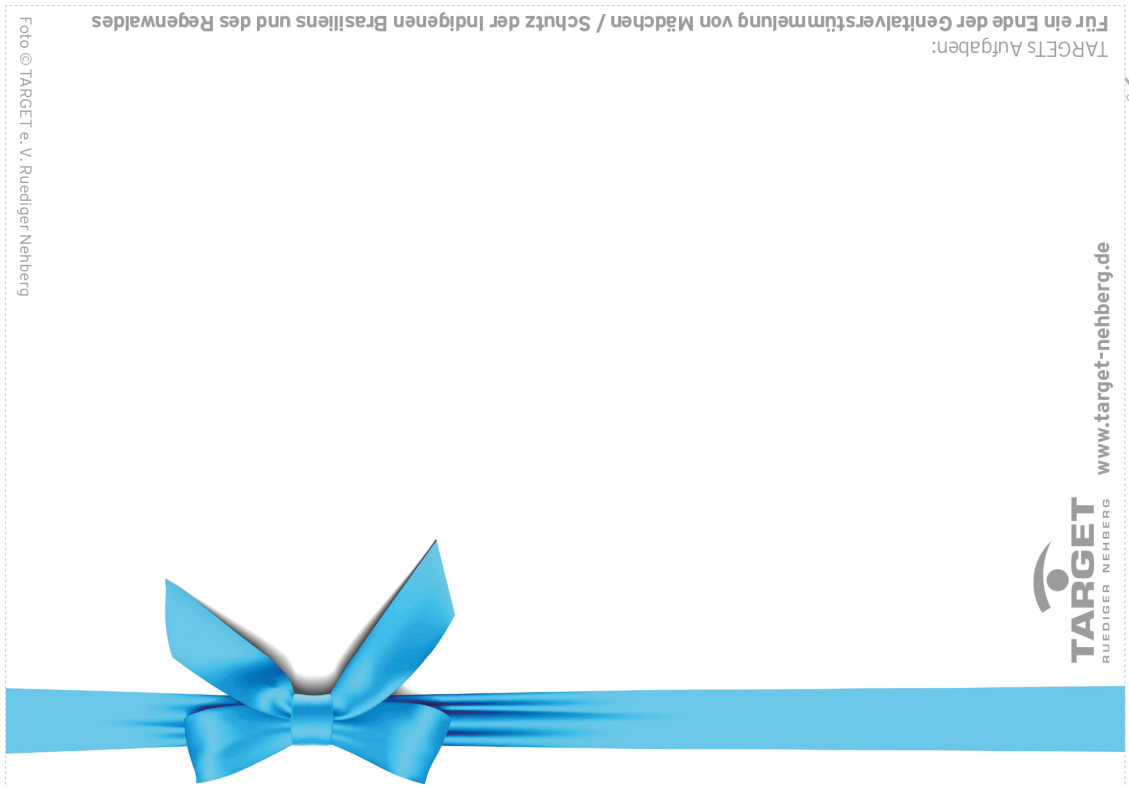 TARGETs Aufgaben:
Für ein Ende der Genitalverstümmelung von Mädchen / Schutz der Indigenen Brasiliens und des Regenwaldes
Foto © TARGET e. V. Ruediger Nehberg
www.target-nehberg.de
TARGET
RUEDIGER NEHBERG